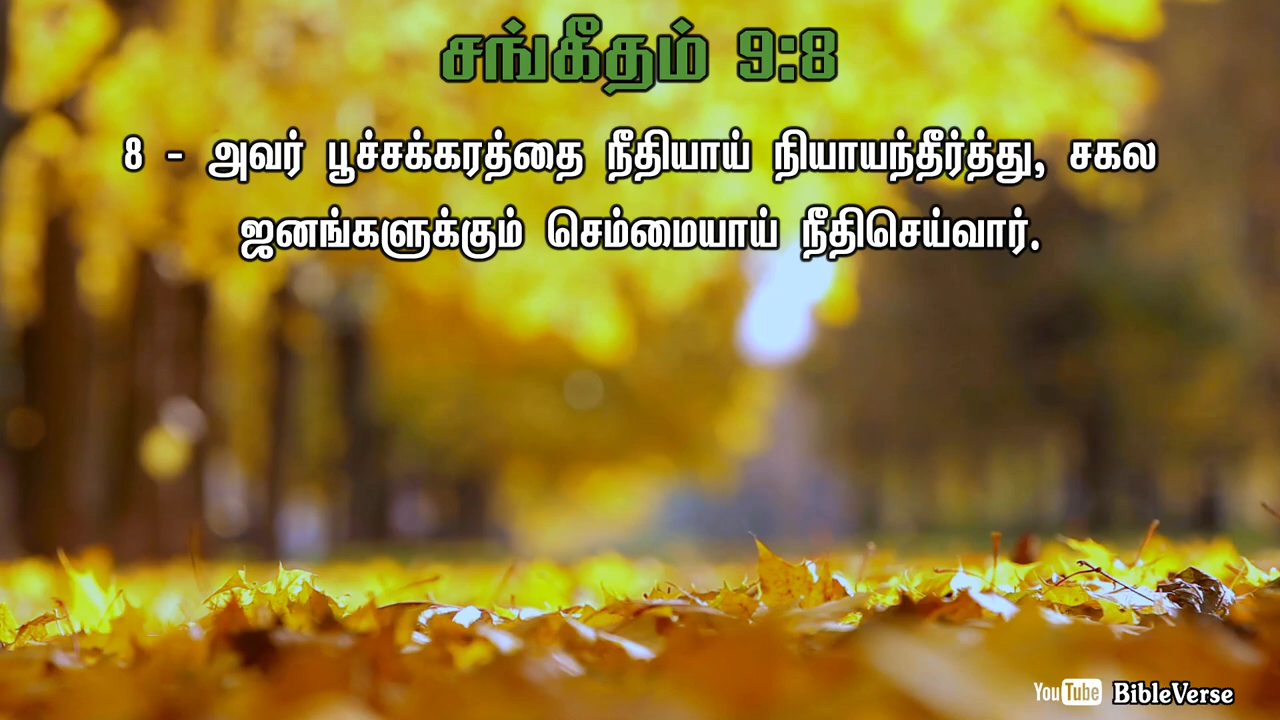 சங்கீதம் 9:8
8 - அவர் பூச்சக்கரத்தை நீதியாய் நியாயந்தீர்த்து, சகல
ஜனங்களுக்கும் செம்மையாய் நீதிசெய்வார்.
YouTube BibleVerse